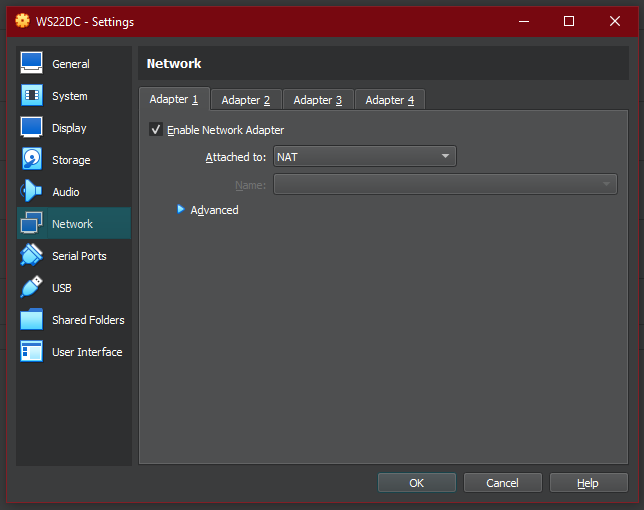 WS22DC - Settings
General
System
Display
Storage
Audio
Network
Serial Ports
USB
Shared Folders
User Interface
Network
Adapter 1 Adapter 2 Adapter 3 Adapter 4
Enable Network Adapter
Attached to: NAT
Name:
Advanced
OK Cancel Help